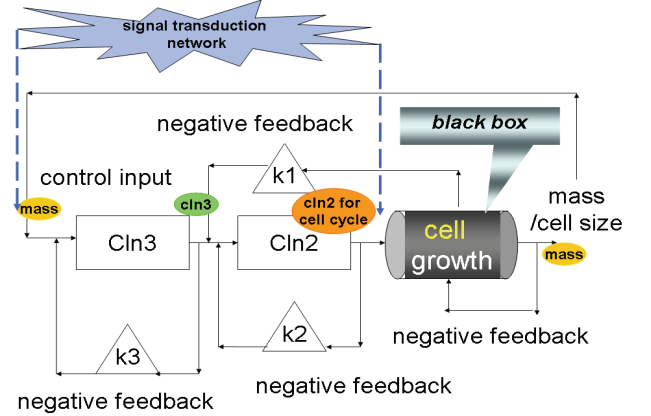 signal transduction
network
negative feedback
black box
k1
control input
mass
cln3
cln2 for
cell cycle
mass
/cell size
Cln3
Cln2
cell
growth
mass
k3
k2
negative feedback
negative feedback
negative feedback